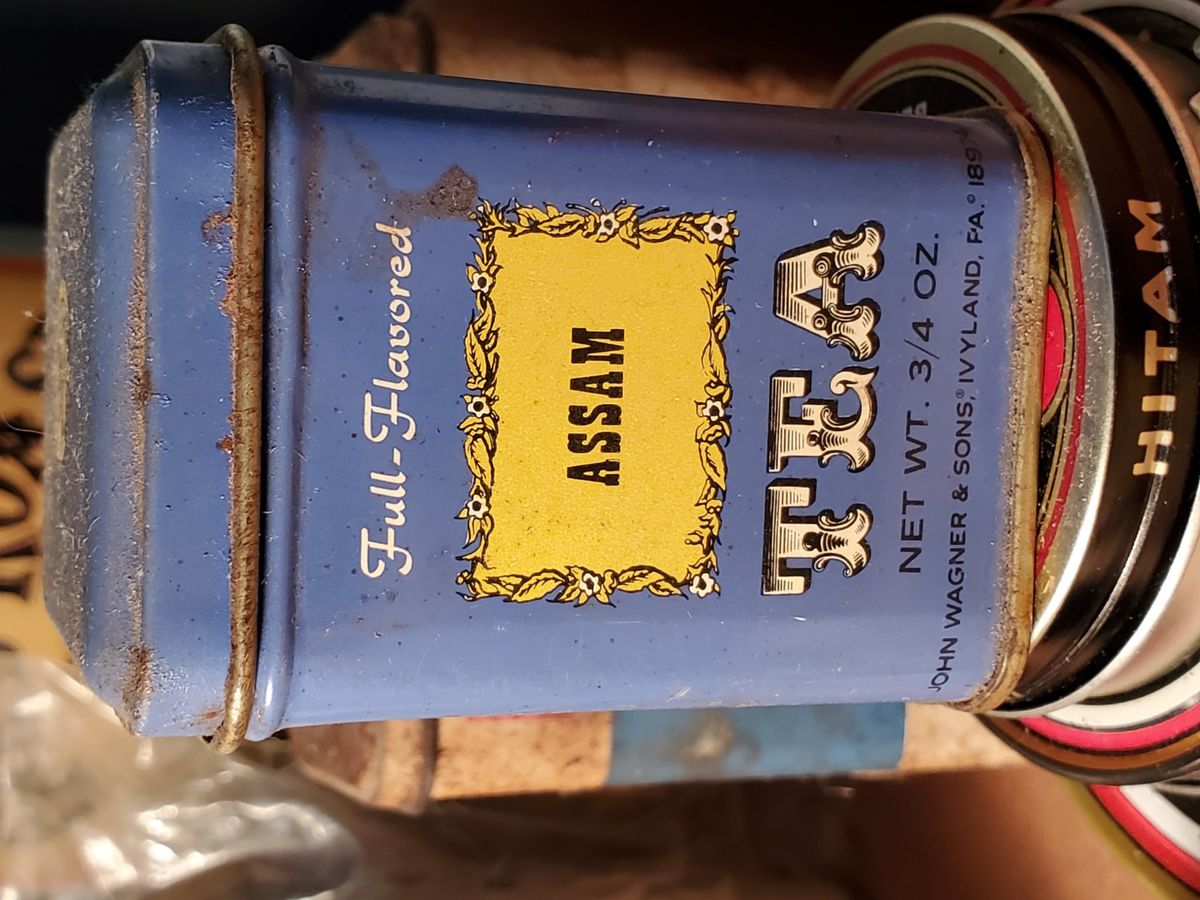 Full-Flavored
ASSAM
TEA
NET WT. 3/4 OZ.
JOHN WAGNER & SONS,® IVYLAND, PA.®
HITAM